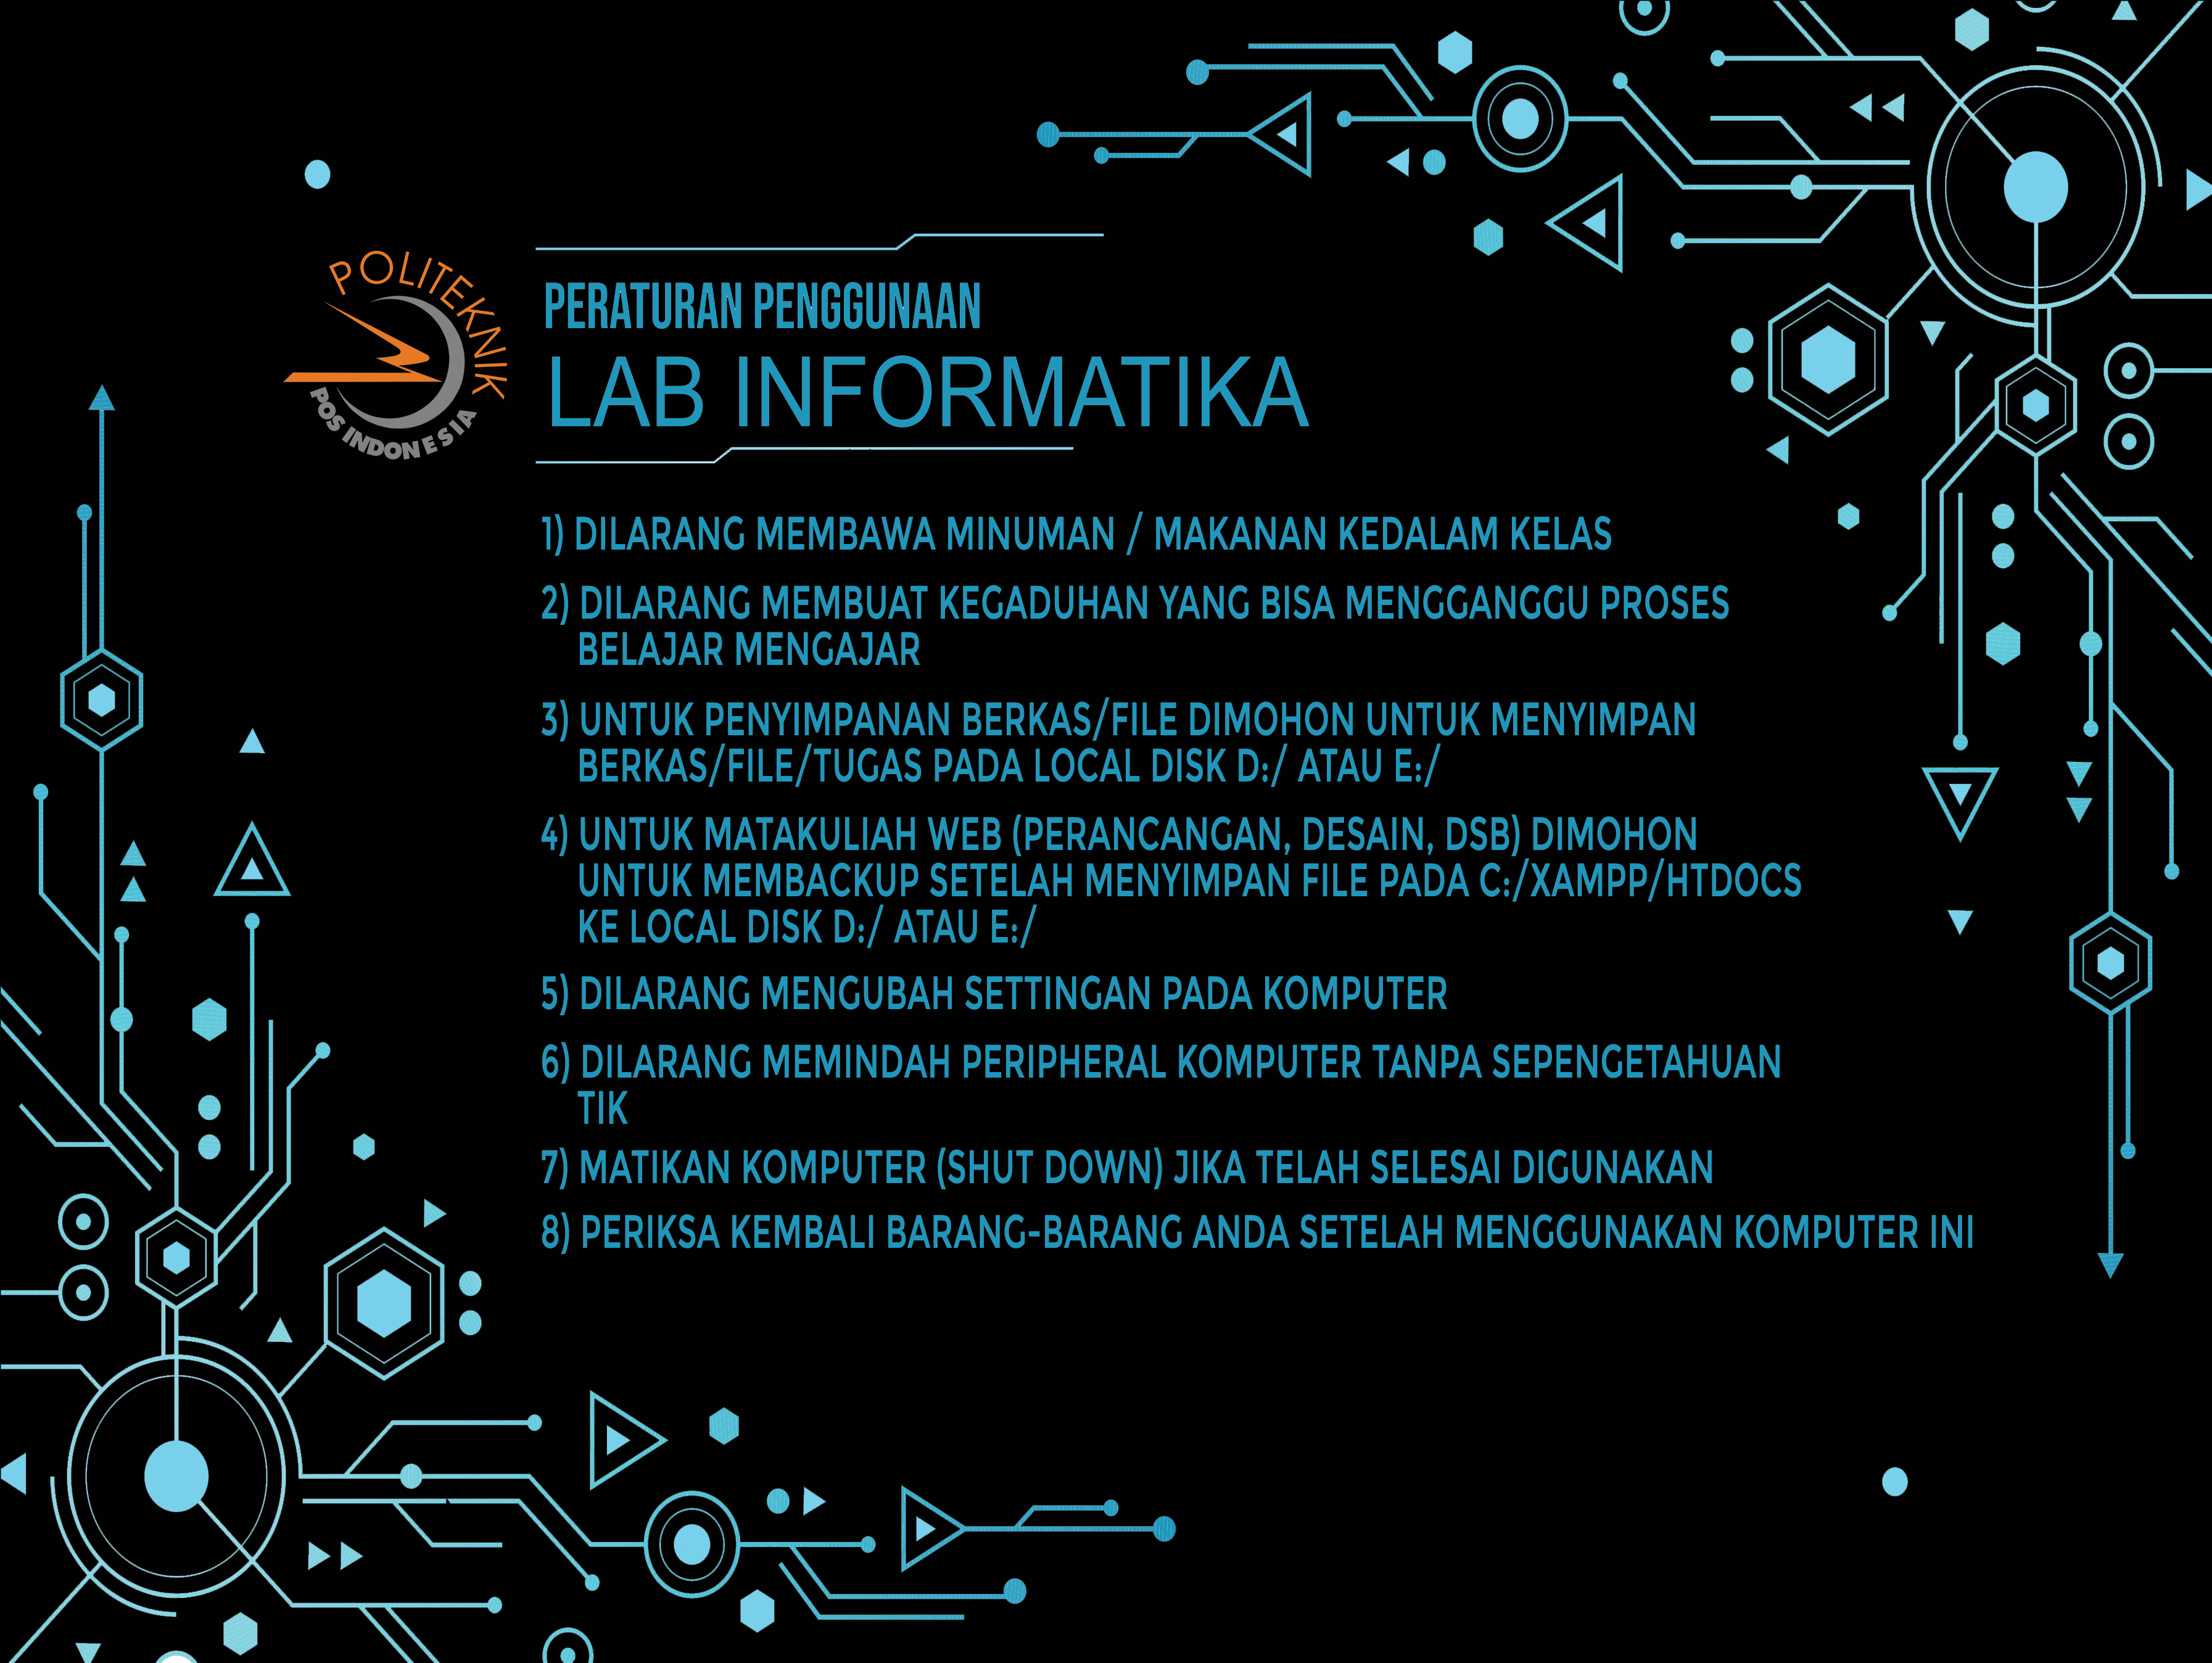 POLITEKNIK
POS INDONESIA
PERATURAN PENGGUNAAN
LAB INFORMATIKA
1) DILARANG MEMBAWA MINUMAN / MAKANAN KEDALAM KELAS
2) DILARANG MEMBUAT KEGADUHAN YANG BISA MENGGANGGU PROSES
BELAJAR MENGAJAR
3) UNTUK PENYIMPANAN BERKAS/FILE DIMOHON UNTUK MENYIMPAN
BERKAS/FILE/TUGAS PADA LOCAL DISK D:/ ATAU E:/
4) UNTUK MATAKULIAH WEB (PERANCANGAN, DESAIN, DSB) DIMOHON
UNTUK MEMBACKUP SETELAH MENYIMPAN FILE PADA C:/XAMPP/HTDOCS
KE LOCAL DISK D:/ ATAU E:/
5) DILARANG MENGUBAH SETTINGAN PADA KOMPUTER
6) DILARANG MEMINDAH PERIPHERAL KOMPUTER TANPA SEPENGETAHUAN
TIK
7) MATIKAN KOMPUTER (SHUT DOWN) JIKA TELAH SELESAI DIGUNAKAN
8) PERIKSA KEMBALI BARANG-BARANG ANDA SETELAH MENGGUNAKAN KOMPUTER INI